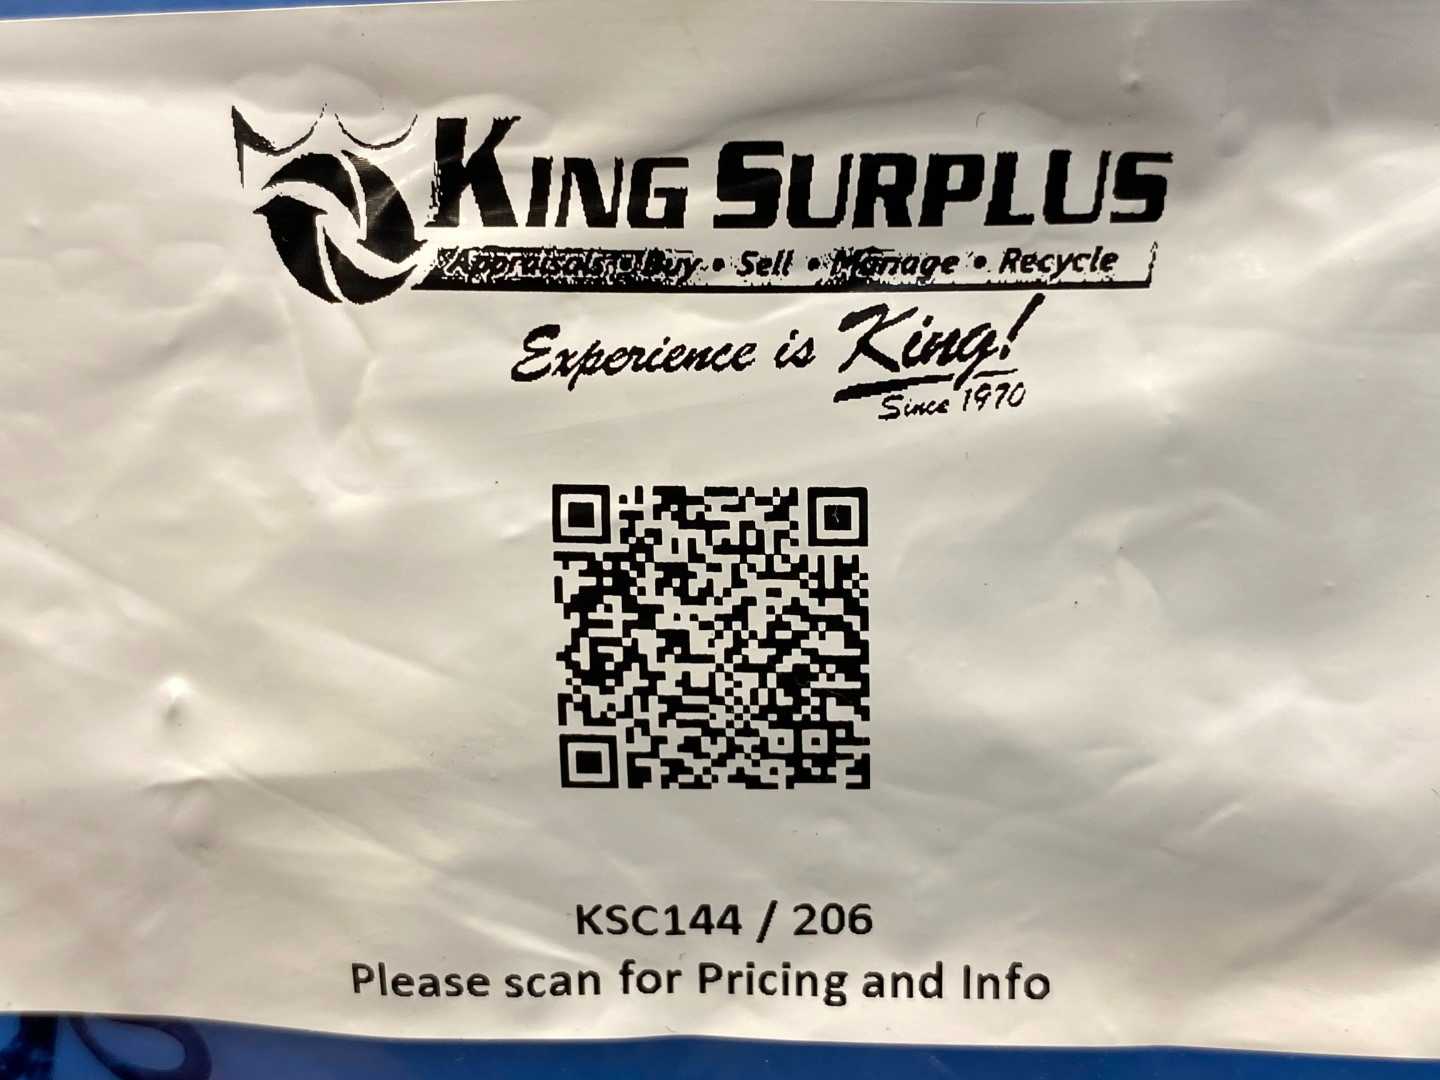 KING SURPLUS
Appraisals • Buy • Sell • Manage • Recycle
Experience is King!
Since 1970
KSC144 / 206
Please scan for Pricing and Info